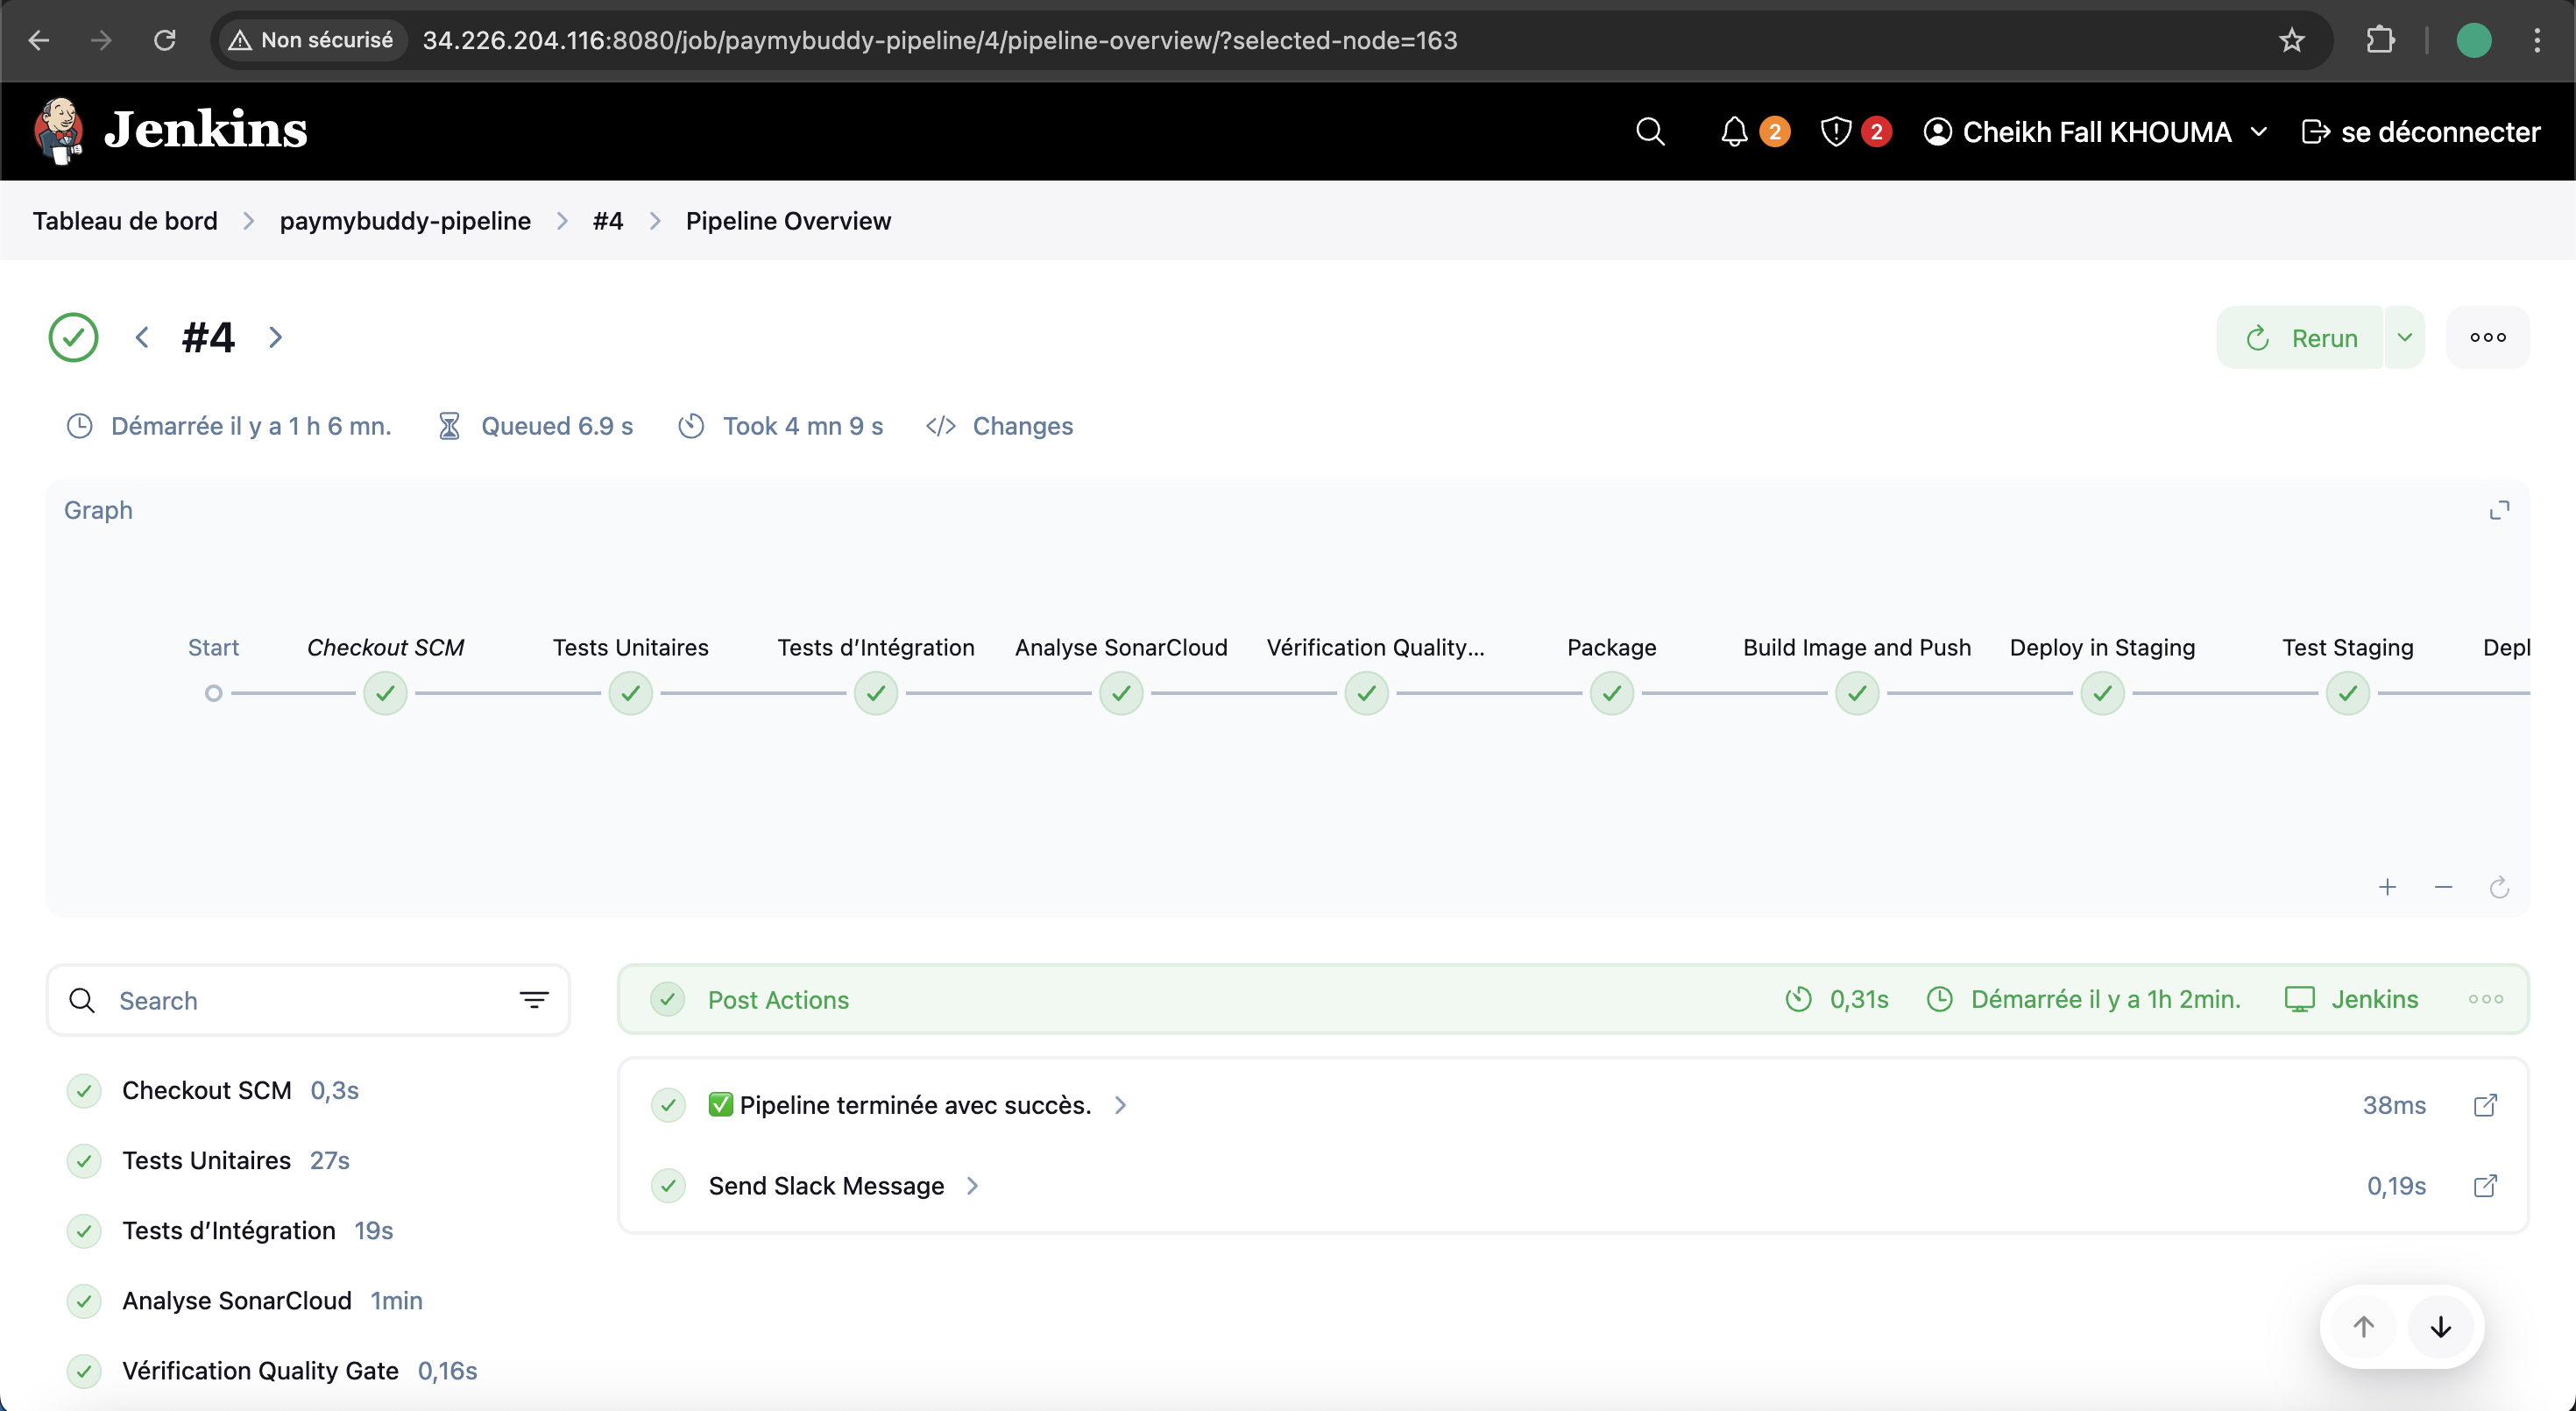 Non sécurisé 34.226.204.116:8080/job/paymybuddy-pipeline/4/pipeline-overview/?selected-node=163
Jenkins 2 2 Cheikh Fall KHOUMA se déconnecter
Tableau de bord paymybuddy-pipeline #4 Pipeline Overview
#4 Rerun
Démarrée il y a 1 h 6 mn. Queued 6.9 s Took 4 mn 9 s Changes
Graph
Start Checkout SCM Tests Unitaires Tests d’Intégration Analyse SonarCloud Vérification Quality... Package Build Image and Push Deploy in Staging Test Staging Depl
Search
Post Actions 0,31s Démarrée il y a 1h 2min. Jenkins
Checkout SCM 0,3s
Tests Unitaires 27s
Tests d’Intégration 19s
Analyse SonarCloud 1min
Vérification Quality Gate 0,16s
✅ Pipeline terminée avec succès. 38ms
Send Slack Message 0,19s